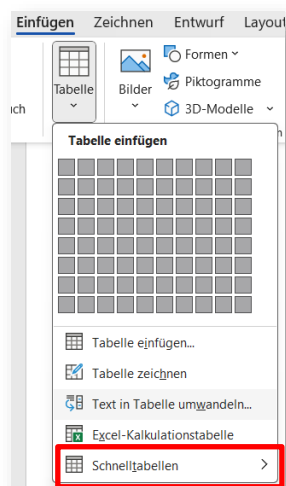 Einfügen Zeichnen Entwurf Layout
Tabelle
Bilder
Formen
Piktogramme
3D-Modelle
Tabelle einfügen
Tabelle einfügen...
Tabelle zeichnen
Text in Tabelle umwandeln...
Excel-Kalkulationstabelle
Schnelltabellen